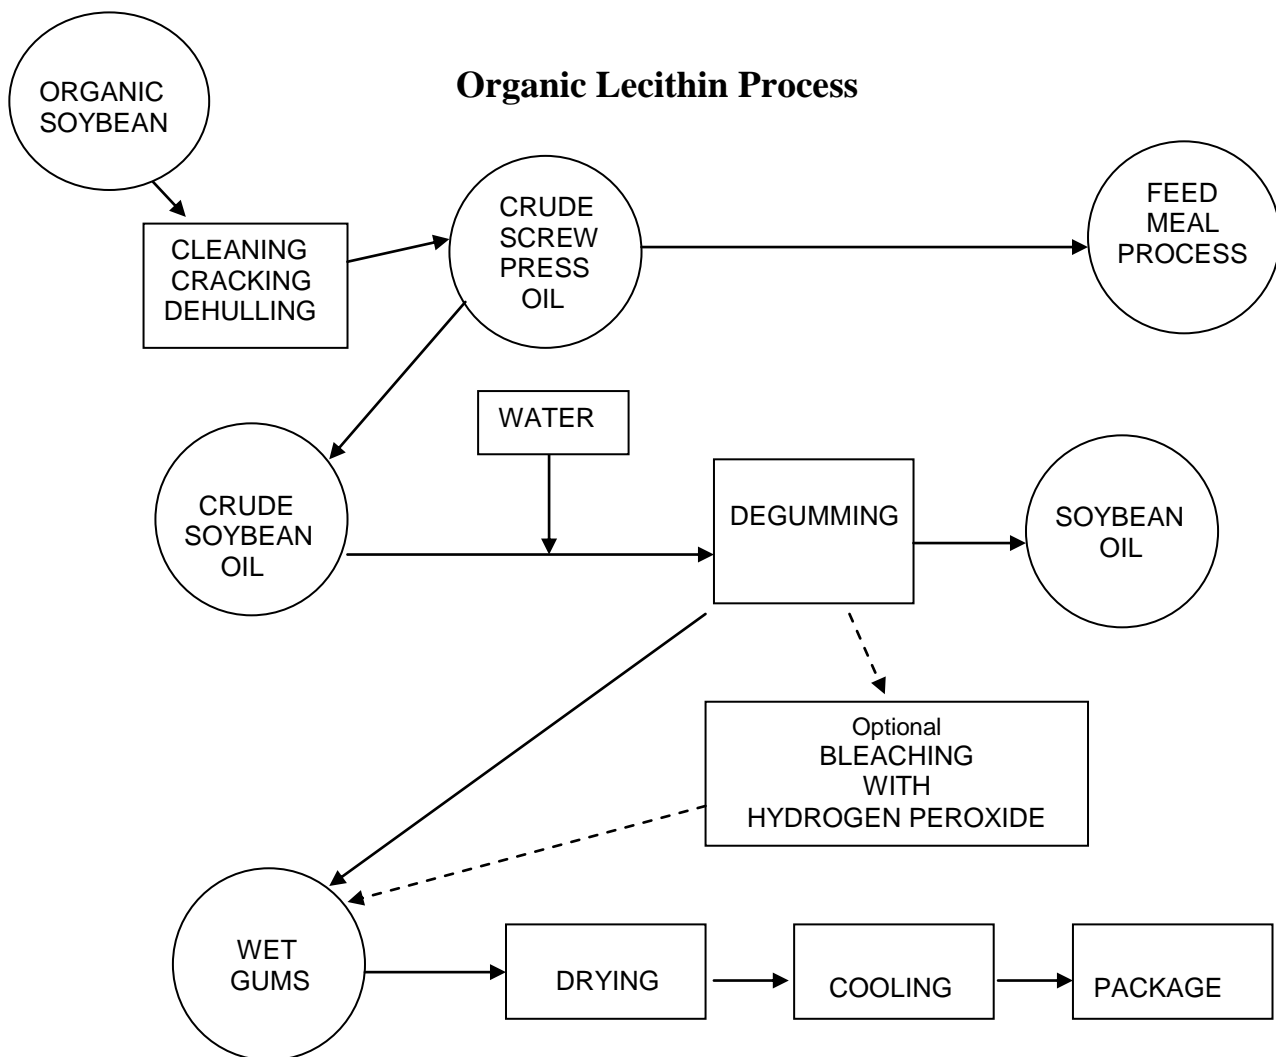 Organic Lecithin Process
ORGANIC
SOYBEAN
CLEANING
CRACKING
DEHULLING
CRUDE
SCREW
PRESS
OIL
FEED
MEAL
PROCESS
CRUDE
SOYBEAN
OIL
WATER
DEGUMMING
SOYBEAN
OIL
Optional
BLEACHING
WITH
HYDROGEN PEROXIDE
WET
GUMS
DRYING
COOLING
PACKAGE